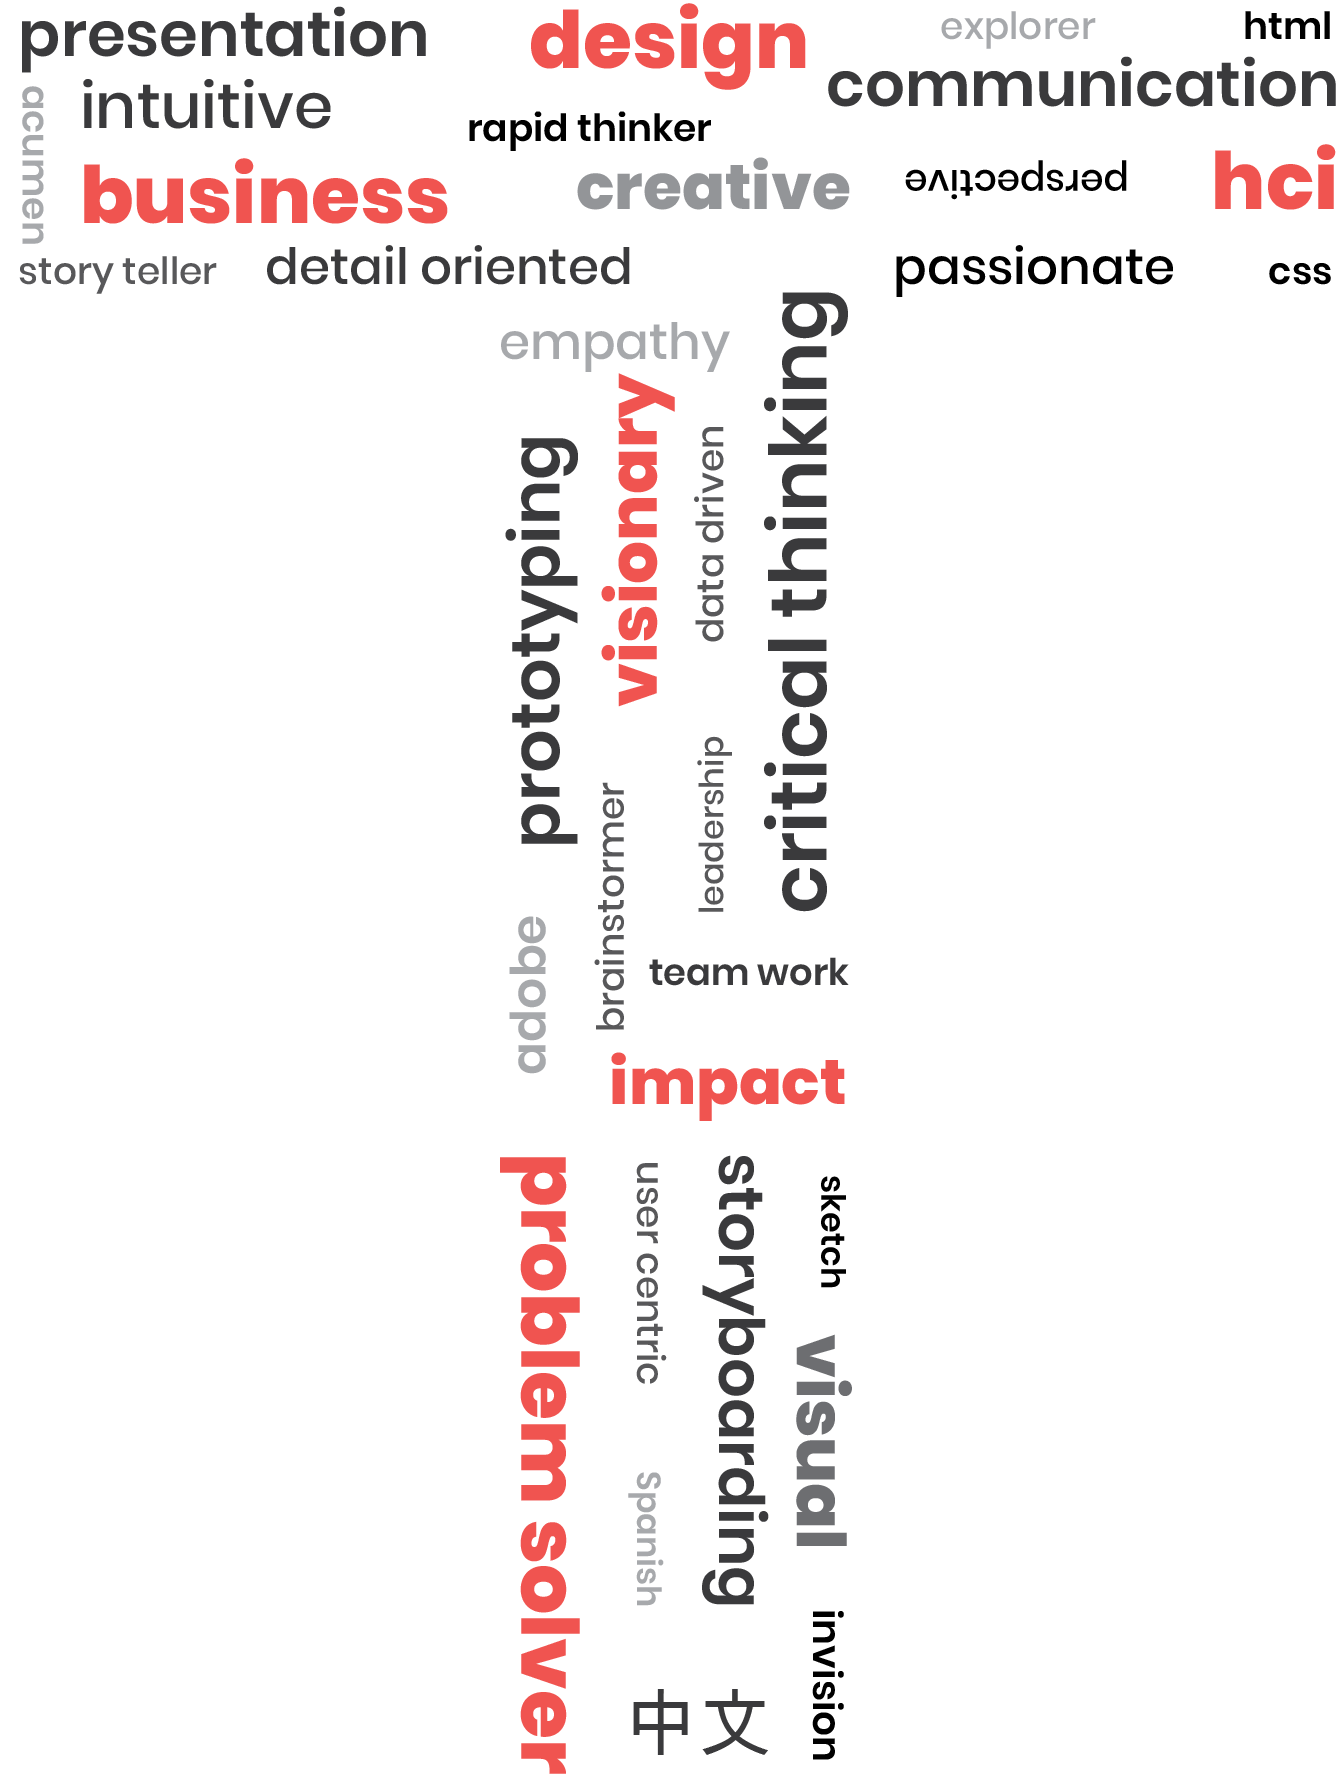 presentation
design
explorer
html
intuitive
communication
acumen
rapid thinker
business
creative
perspective
hci
story teller
detail oriented
passionate
css
empathy
critical thinking
visionary
data driven
prototyping
leadership
brainstormer
adobe
team work
impact
problem solver
user centric
storyboarding
sketch
visual
Spanish
invision
中文